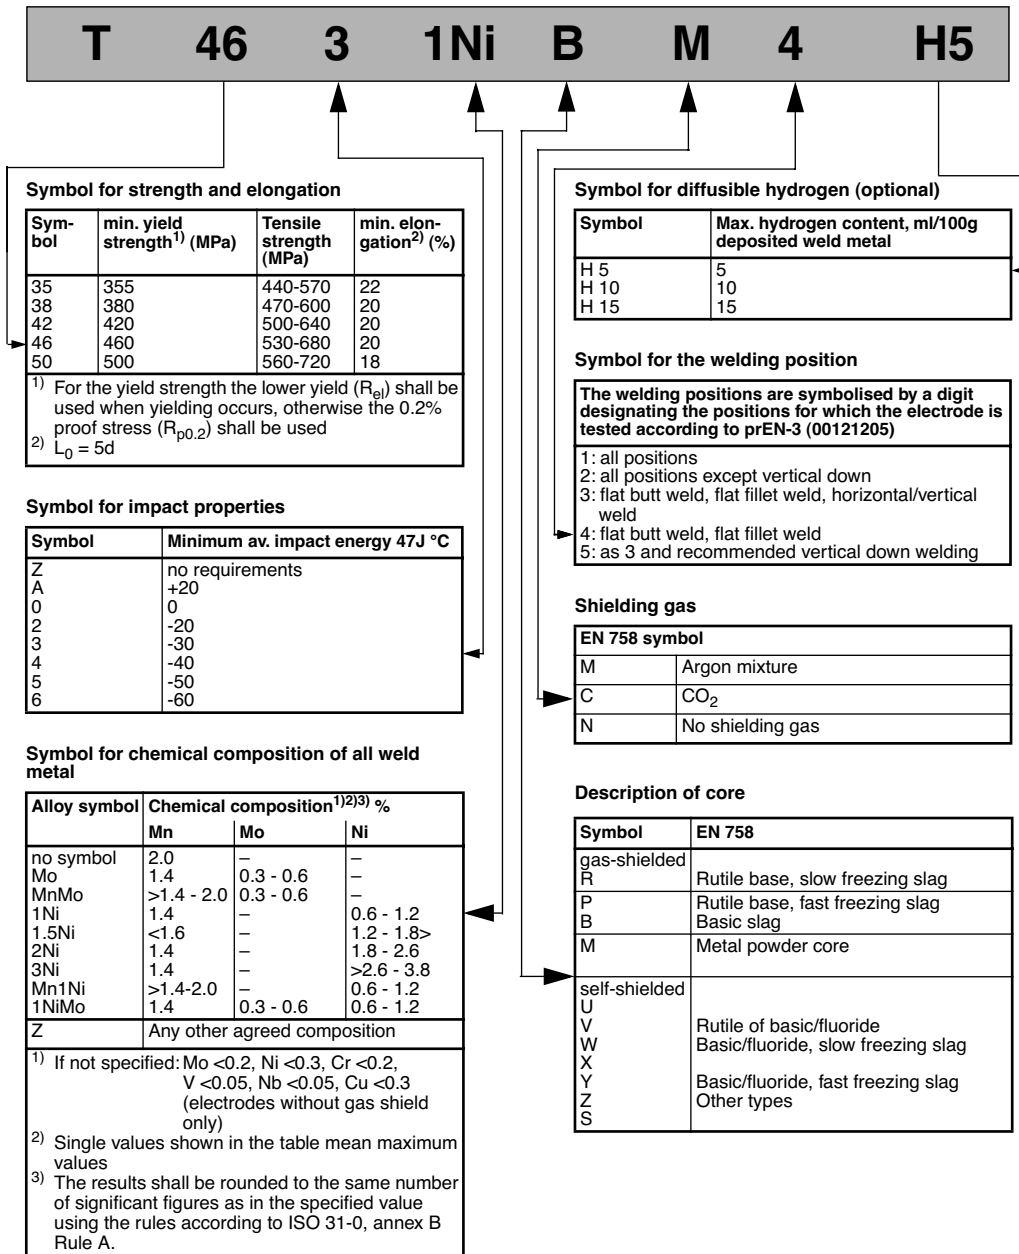 T 46 3 1Ni B M 4 H5
Symbol for strength and elongation
Sym-
bol
min. yield
strength1) (MPa)
Tensile
strength
(MPa)
min. elon-
gation2) (%)
35 355 440-570 22
38 380 470-600 20
42 420 500-640 20
46 460 530-680 20
50 500 560-720 18
1) For the yield strength the lower yield (Rel) shall be
used when yielding occurs, otherwise the 0.2%
proof stress (Rp0.2) shall be used
2) L0 = 5d
Symbol for impact properties
Symbol Minimum av. impact energy 47J °C
Z no requirements
A +20
0 0
2 -20
3 -30
4 -40
5 -50
6 -60
Symbol for chemical composition of all weld
metal
Alloy symbol Chemical composition1)2)3) %
Mn Mo Ni
no symbol 2.0 – –
Mo 1.4 0.3 - 0.6 –
MnMo >1.4 - 2.0 0.3 - 0.6 –
1Ni 1.4 – 0.6 - 1.2
1.5Ni <1.6 – 1.2 - 1.8>
2Ni 1.4 – 1.8 - 2.6
3Ni 1.4 – >2.6 - 3.8
Mn1Ni >1.4-2.0 – 0.6 - 1.2
1NiMo 1.4 0.3 - 0.6 0.6 - 1.2
Z Any other agreed composition
1) If not specified: Mo <0.2, Ni <0.3, Cr <0.2,
V <0.05, Nb <0.05, Cu <0.3
(electrodes without gas shield
only)
2) Single values shown in the table mean maximum
values
3) The results shall be rounded to the same number
of significant figures as in the specified value
using the rules according to ISO 31-0, annex B
Rule A.
Symbol for diffusible hydrogen (optional)
Symbol Max. hydrogen content, ml/100g
deposited weld metal
H 5 5
H 10 10
H 15 15
Symbol for the welding position
The welding positions are symbolised by a digit
designating the positions for which the electrode is
tested according to prEN-3 (00121205)
1: all positions
2: all positions except vertical down
3: flat butt weld, flat fillet weld, horizontal/vertical
weld
4: flat butt weld, flat fillet weld
5: as 3 and recommended vertical down welding
Shielding gas
EN 758 symbol
M Argon mixture
C CO2
N No shielding gas
Description of core
Symbol EN 758
gas-shielded
R Rutile base, slow freezing slag
P Rutile base, fast freezing slag
B Basic slag
M Metal powder core
self-shielded
U
V Rutile of basic/fluoride
W Basic/fluoride, slow freezing slag
X
Y Basic/fluoride, fast freezing slag
Z Other types
S